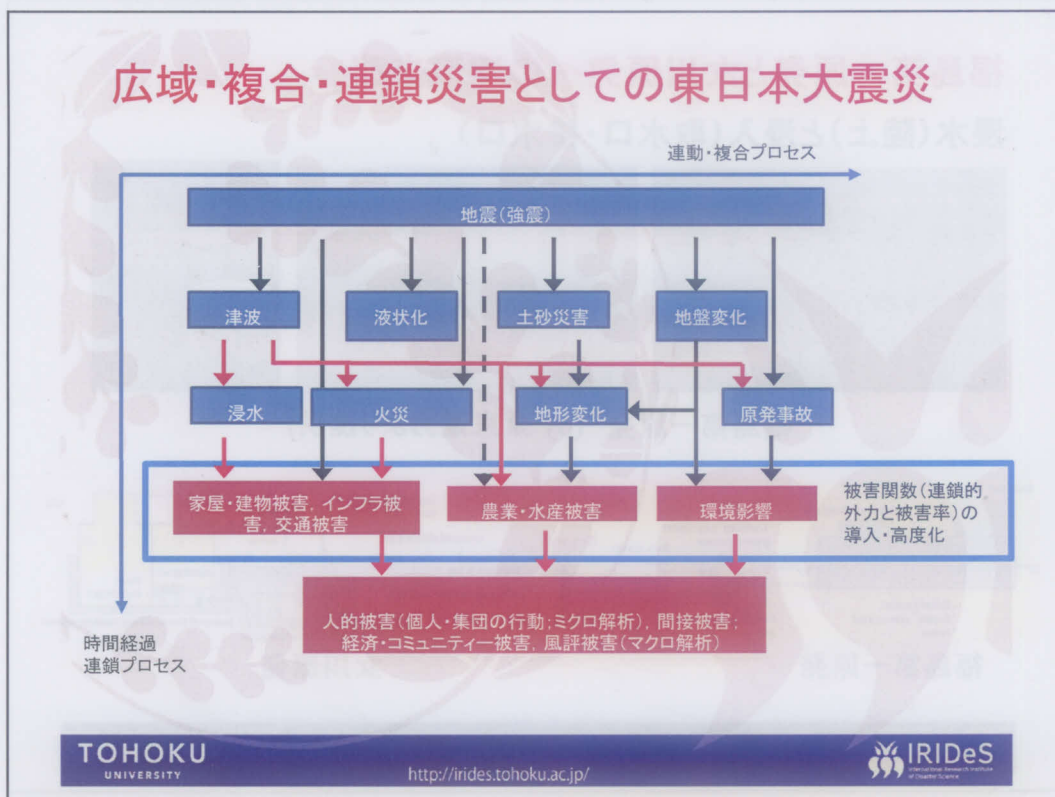 広域・複合・連鎖災害としての東日本大震災
連動・複合プロセス
地震(強震)
津波
液状化
土砂災害
地盤変化
浸水
火災
地形変化
原発事故
家屋・建物被害, インフラ被
害, 交通被害
農業・水産被害
環境影響
被害関数(連鎖的
外力と被害率)の
導入・高度化
人的被害(個人・集団の行動;ミクロ解析), 間接被害;
経済・コミュニティー被害, 風評被害(マクロ解析)
時間経過
連鎖プロセス
TOHOKU
UNIVERSITY
http://irides.tohoku.ac.jp/
IRIDeS
International Research Institute
of Disaster Science